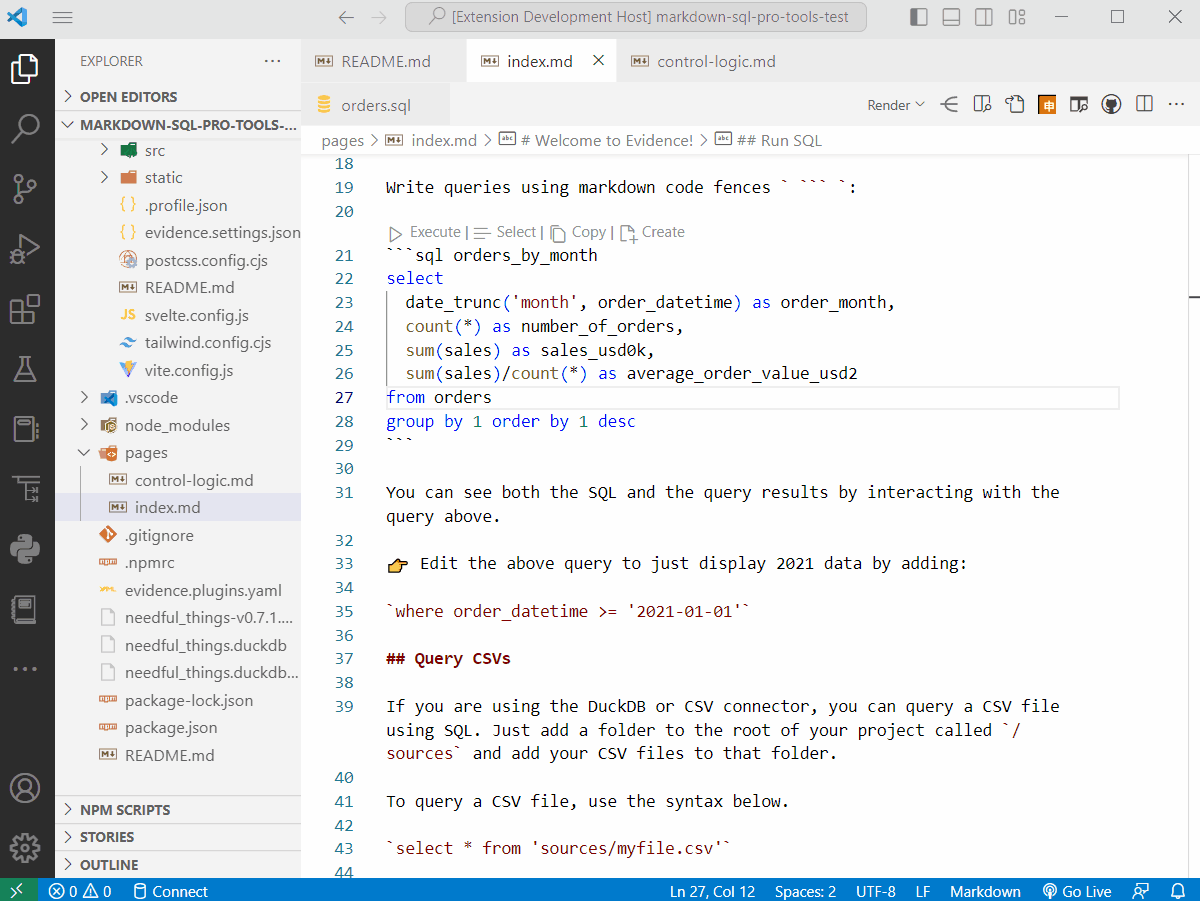 [Extension Development Host] markdown-sql-pro-tools-test
EXPLORER
OPEN EDITORS
MARKDOWN-SQL-PRO-TOOLS-...
src
static
.profile.json
evidence.settings.json
postcss.config.cjs
README.md
svelte.config.js
tailwind.config.cjs
vite.config.js
.vscode
node_modules
pages
control-logic.md
index.md
.gitignore
.npmrc
evidence.plugins.yaml
needful_things-v0.7.1....
needful_things.duckdb
needful_things.duckdb...
package-lock.json
package.json
README.md
NPM SCRIPTS
STORIES
OUTLINE
README.md index.md control-logic.md
orders.sql Render
pages > index.md > # Welcome to Evidence! > ## Run SQL
18
19 Write queries using markdown code fences ` ``` `:
20
Execute | Select | Copy | Create
21 ```sql orders_by_month
22 select
23 date_trunc('month', order_datetime) as order_month,
24 count(*) as number_of_orders,
25 sum(sales) as sales_usd0k,
26 sum(sales)/count(*) as average_order_value_usd2
27 from orders
28 group by 1 order by 1 desc
29 ```
30
31 You can see both the SQL and the query results by interacting with the
query above.
32
33 👉 Edit the above query to just display 2021 data by adding:
34
35 `where order_datetime >= '2021-01-01'`
36
37 ## Query CSVs
38
39 If you are using the DuckDB or CSV connector, you can query a CSV file
using SQL. Just add a folder to the root of your project called `/
sources` and add your CSV files to that folder.
40
41 To query a CSV file, use the syntax below.
42
43 `select * from 'sources/myfile.csv'`
44
0 0 Connect Ln 27, Col 12 Spaces: 2 UTF-8 LF Markdown Go Live